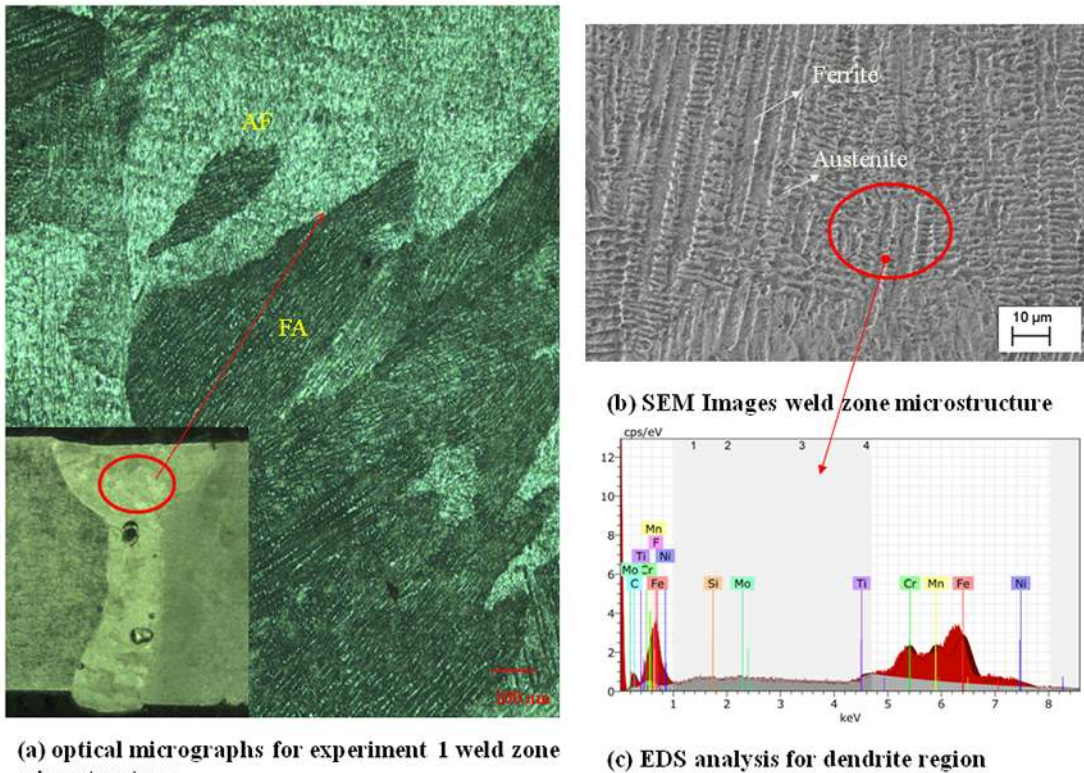 AF
FA
(a) optical micrographs for experiment 1 weld zone
Ferrite
Austenite
10 µm
(b) SEM Images weld zone microstructure
cps/eV
1 2 3 4
12
10
8
6
4
2
0
Mn
F
Ti Ni
Mo Cr
C Fe Si Mo Ti Cr Mn Fe Ni
1 2 3 4 5 6 7 8
keV
(c) EDS analysis for dendrite region